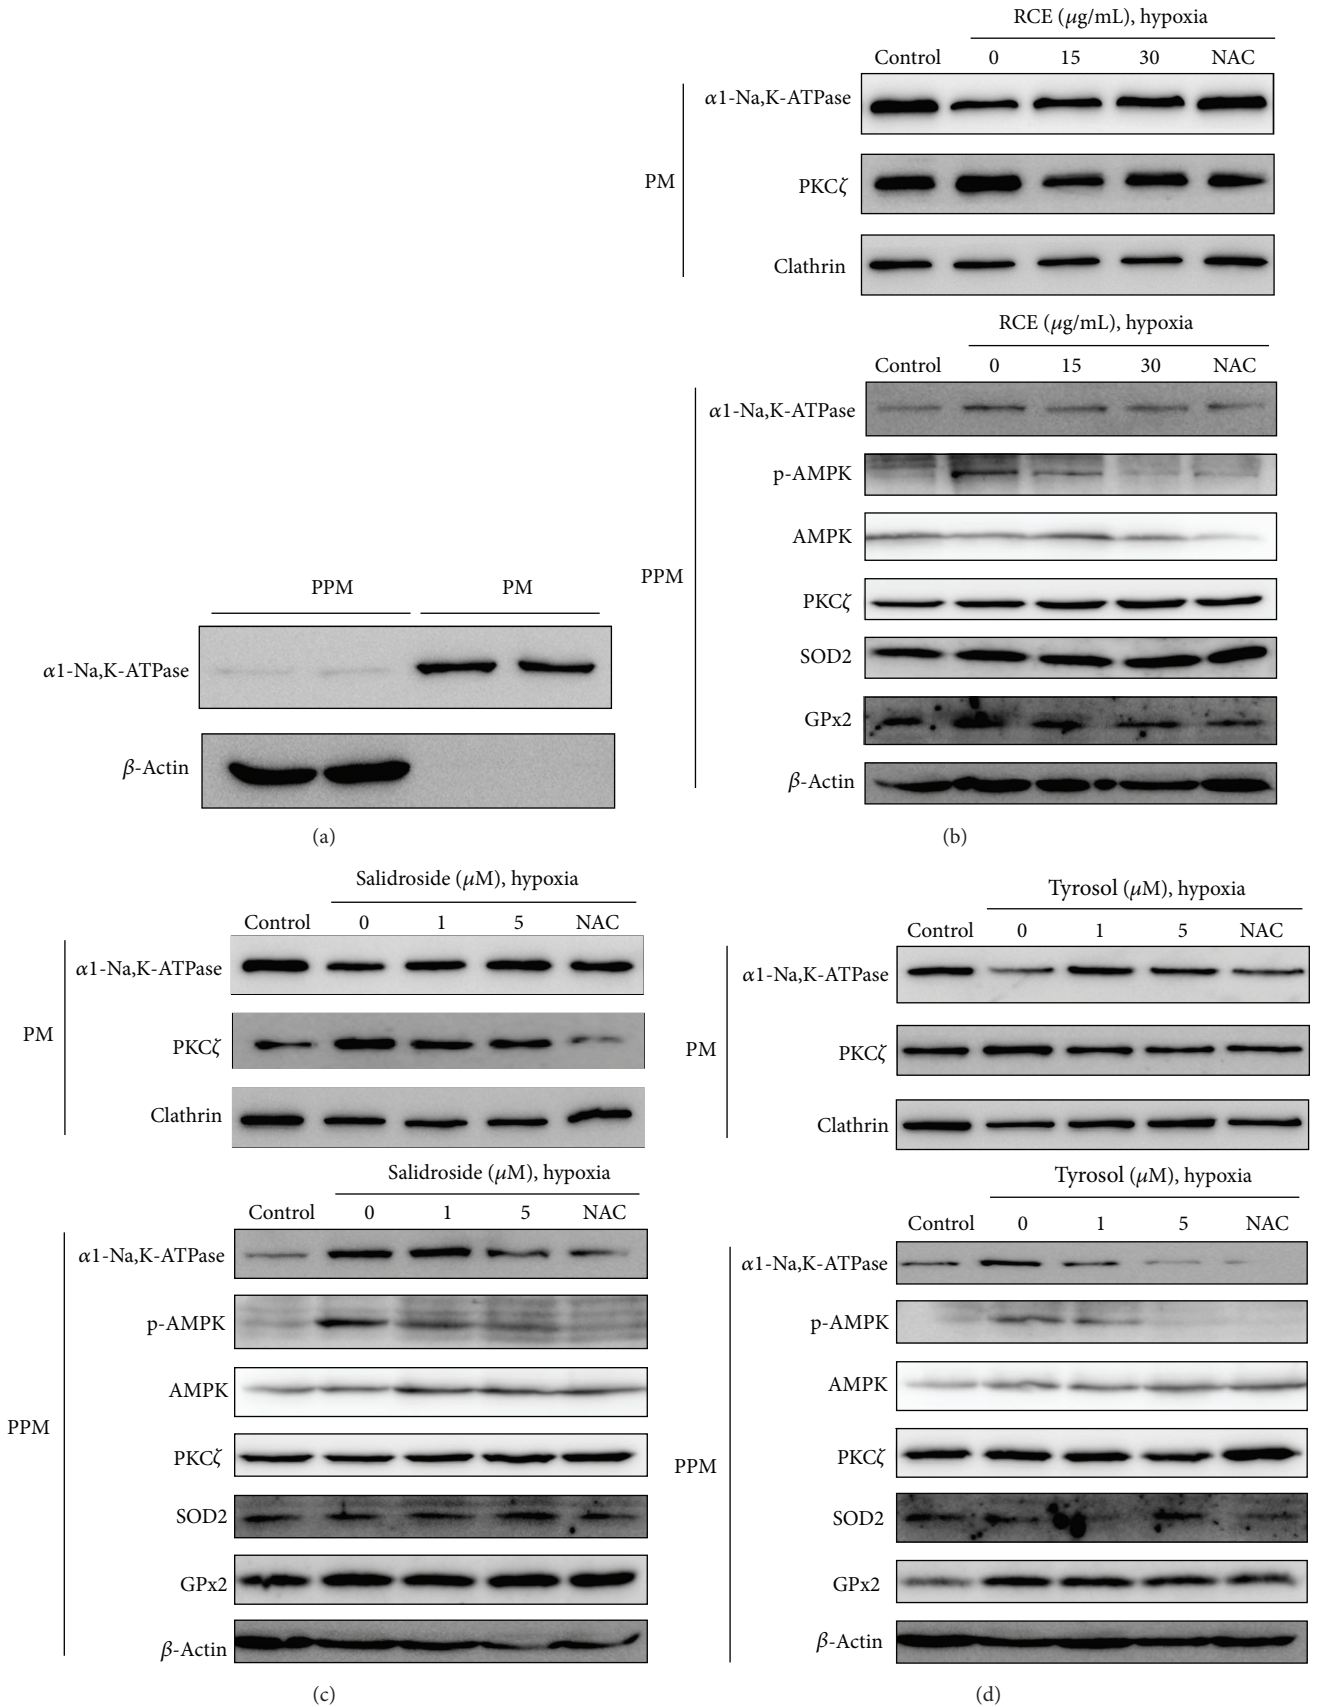 PPM PM
α1-Na,K-ATPase
β-Actin
(a)
RCE (μg/mL), hypoxia
Control 0 15 30 NAC
α1-Na,K-ATPase
PM
PKCζ
Clathrin
RCE (μg/mL), hypoxia
Control 0 15 30 NAC
α1-Na,K-ATPase
p-AMPK
AMPK
PPM
PKCζ
SOD2
GPx2
β-Actin
(b)
Salidroside (μM), hypoxia
Control 0 1 5 NAC
α1-Na,K-ATPase
PM
PKCζ
Clathrin
Salidroside (μM), hypoxia
Control 0 1 5 NAC
α1-Na,K-ATPase
p-AMPK
AMPK
PPM
PKCζ
SOD2
GPx2
β-Actin
(c)
Tyrosol (μM), hypoxia
Control 0 1 5 NAC
α1-Na,K-ATPase
PM
PKCζ
Clathrin
Tyrosol (μM), hypoxia
Control 0 1 5 NAC
α1-Na,K-ATPase
p-AMPK
AMPK
PKCζ
PPM
SOD2
GPx2
β-Actin
(d)